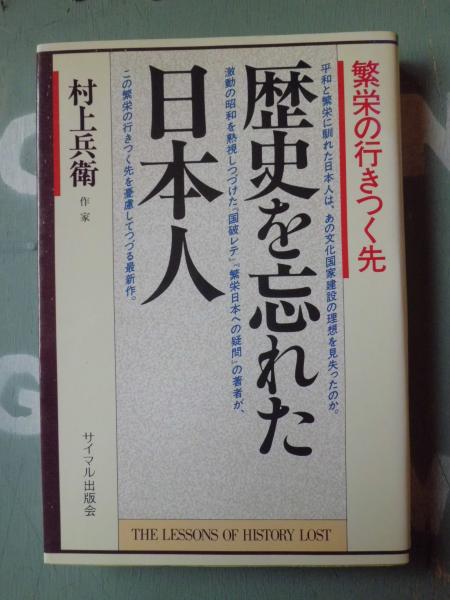 繁栄の行きつく先
平和と繁栄に馴れた日本人は、あの文化国家建設の理想を見失ったのか。
歴史を忘れた
激動の昭和を熟視しつづけた『国破レテ』『繁栄日本への疑問』の著者が、
日本人
この繁栄の行きつく先を憂慮してつづる最新作。
村上兵衛 作家
サイマル出版会
THE LESSONS OF HISTORY LOST